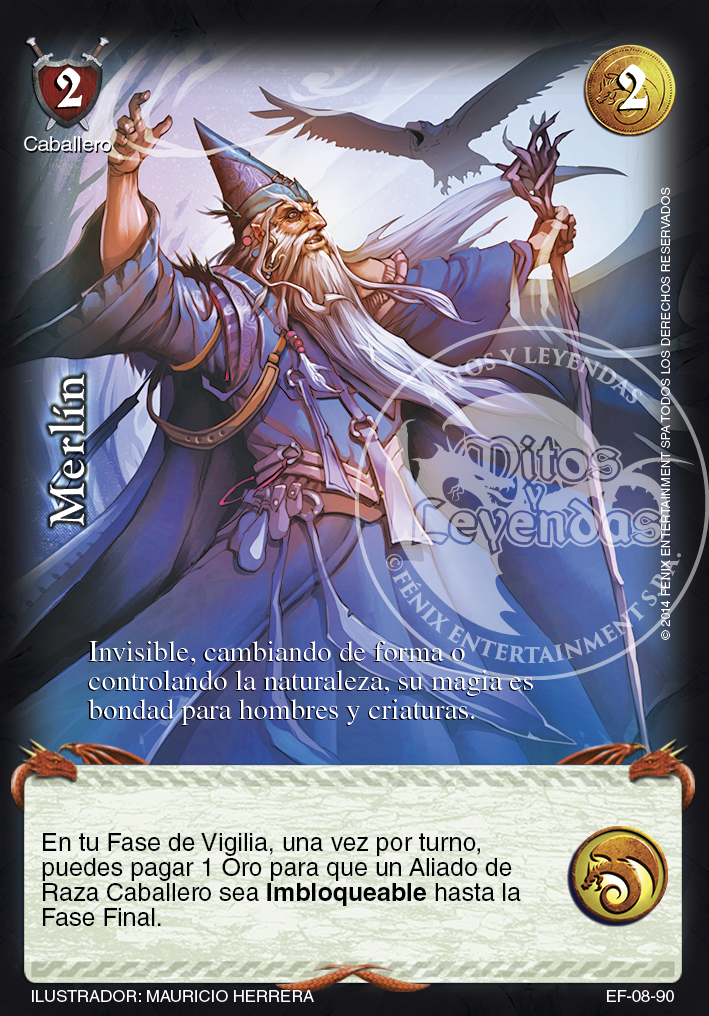 2
Caballero
2
Merlín
© 2014 FÉNIX ENTERTAINMENT SPA TODOS LOS DERECHOS RESERVADOS
MITOS Y LEYENDAS
Mitos
y
Leyendas
© FÉNIX ENTERTAINMENT S.P.A.
Invisible, cambiando de forma o
controlando la naturaleza, su magia es
bondad para hombres y criaturas.
En tu Fase de Vigilia, una vez por turno,
puedes pagar 1 Oro para que un Aliado de
Raza Caballero sea Imbloqueable hasta la
Fase Final.
ILUSTRADOR: MAURICIO HERRERA
EF-08-90